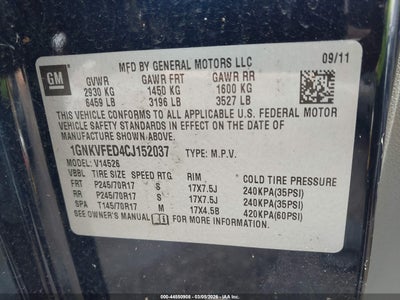 GM
MFD BY GENERAL MOTORS LLC 09/11
GVWR GAWR FRT GAWR RR
2930 KG 1450 KG 1600 KG
6459 LB 3196 LB 3527 LB
THIS VEHICLE CONFORMS TO ALL APPLICABLE U.S. FEDERAL MOTOR
VEHICLE SAFETY STANDARDS IN EFFECT ON THE DATE OF
MANUFACTURE SHOWN ABOVE.
1GNKVFED4CJ152037 TYPE: M.P.V.
V14526
VBBL TIRE SIZE SPEED RTG RIM COLD TIRE PRESSURE
FRT P245/70R17 S 17X7.5J 240KPA(35PSI)
RR P245/70R17 S 17X7.5J 240KPA(35PSI)
SPA T145/70R17 M 17X4.5B 420KPA(60PSI)
SEE OWNER'S MANUAL FOR MORE INFORMATION.
000-44550908 - 03/05/2026 - IAA